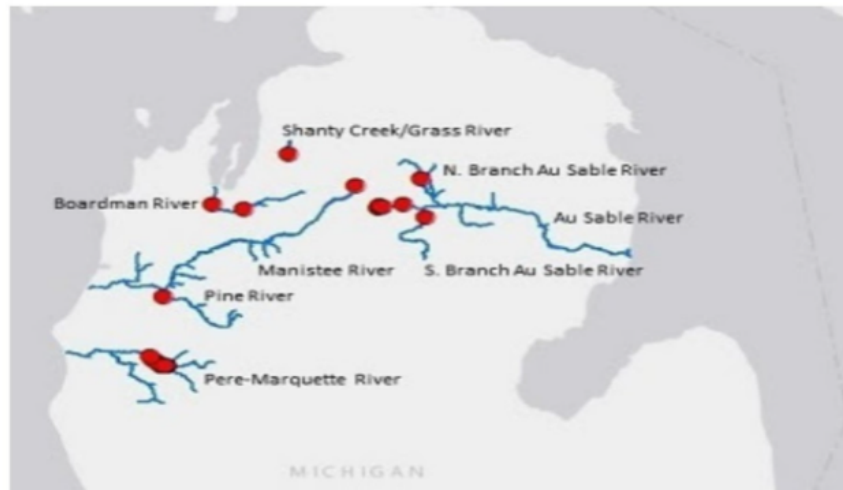 Shanty Creek/Grass River
N. Branch Au Sable River
Boardman River
Au Sable River
Manistee River
S. Branch Au Sable River
Pine River
Pere-Marquette River
MICHIGAN